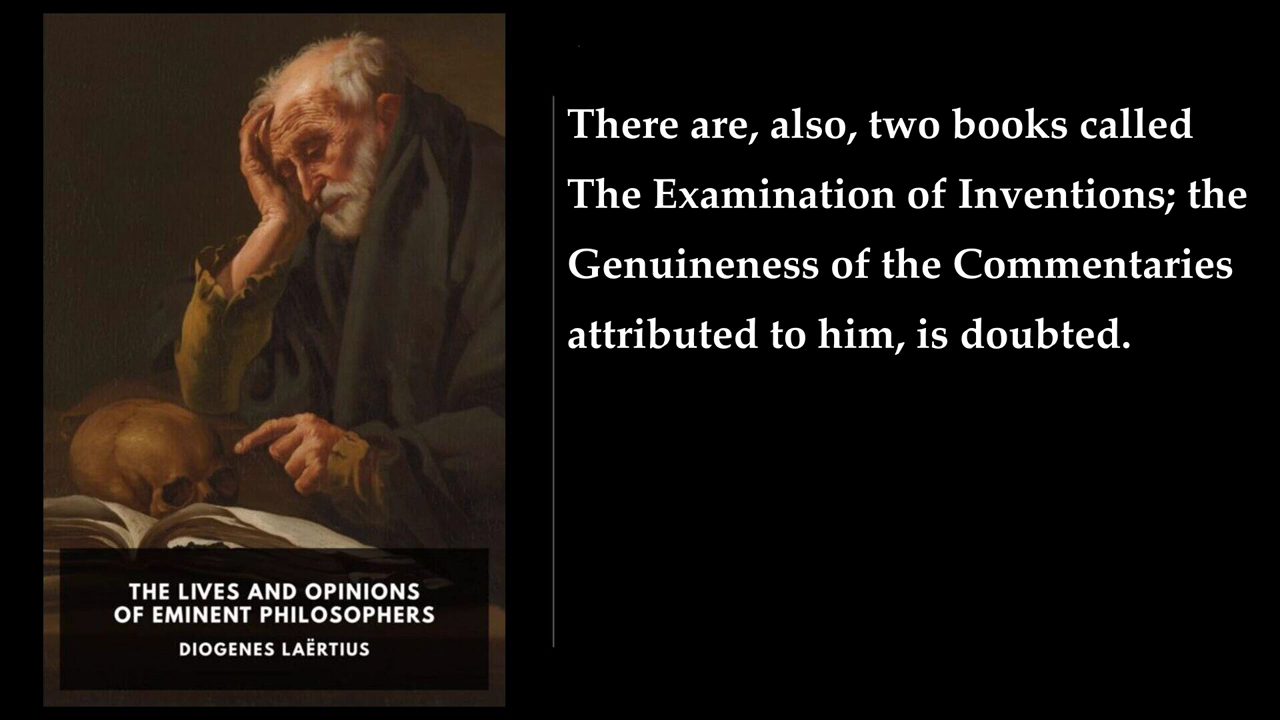 THE LIVES AND OPINIONS
OF EMINENT PHILOSOPHERS
DIOGENES LAËRTIUS
There are, also, two books called
The Examination of Inventions; the
Genuineness of the Commentaries
attributed to him, is doubted.